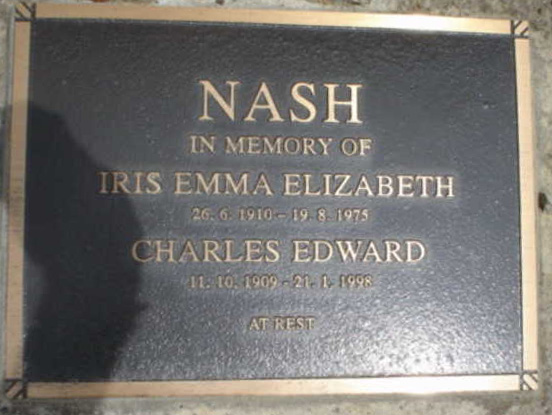 NASH
IN MEMORY OF
IRIS EMMA ELIZABETH
26. 6. 1910 - 19. 8. 1975
CHARLES EDWARD
11. 10. 1909 - 21. 1. 1998
AT REST